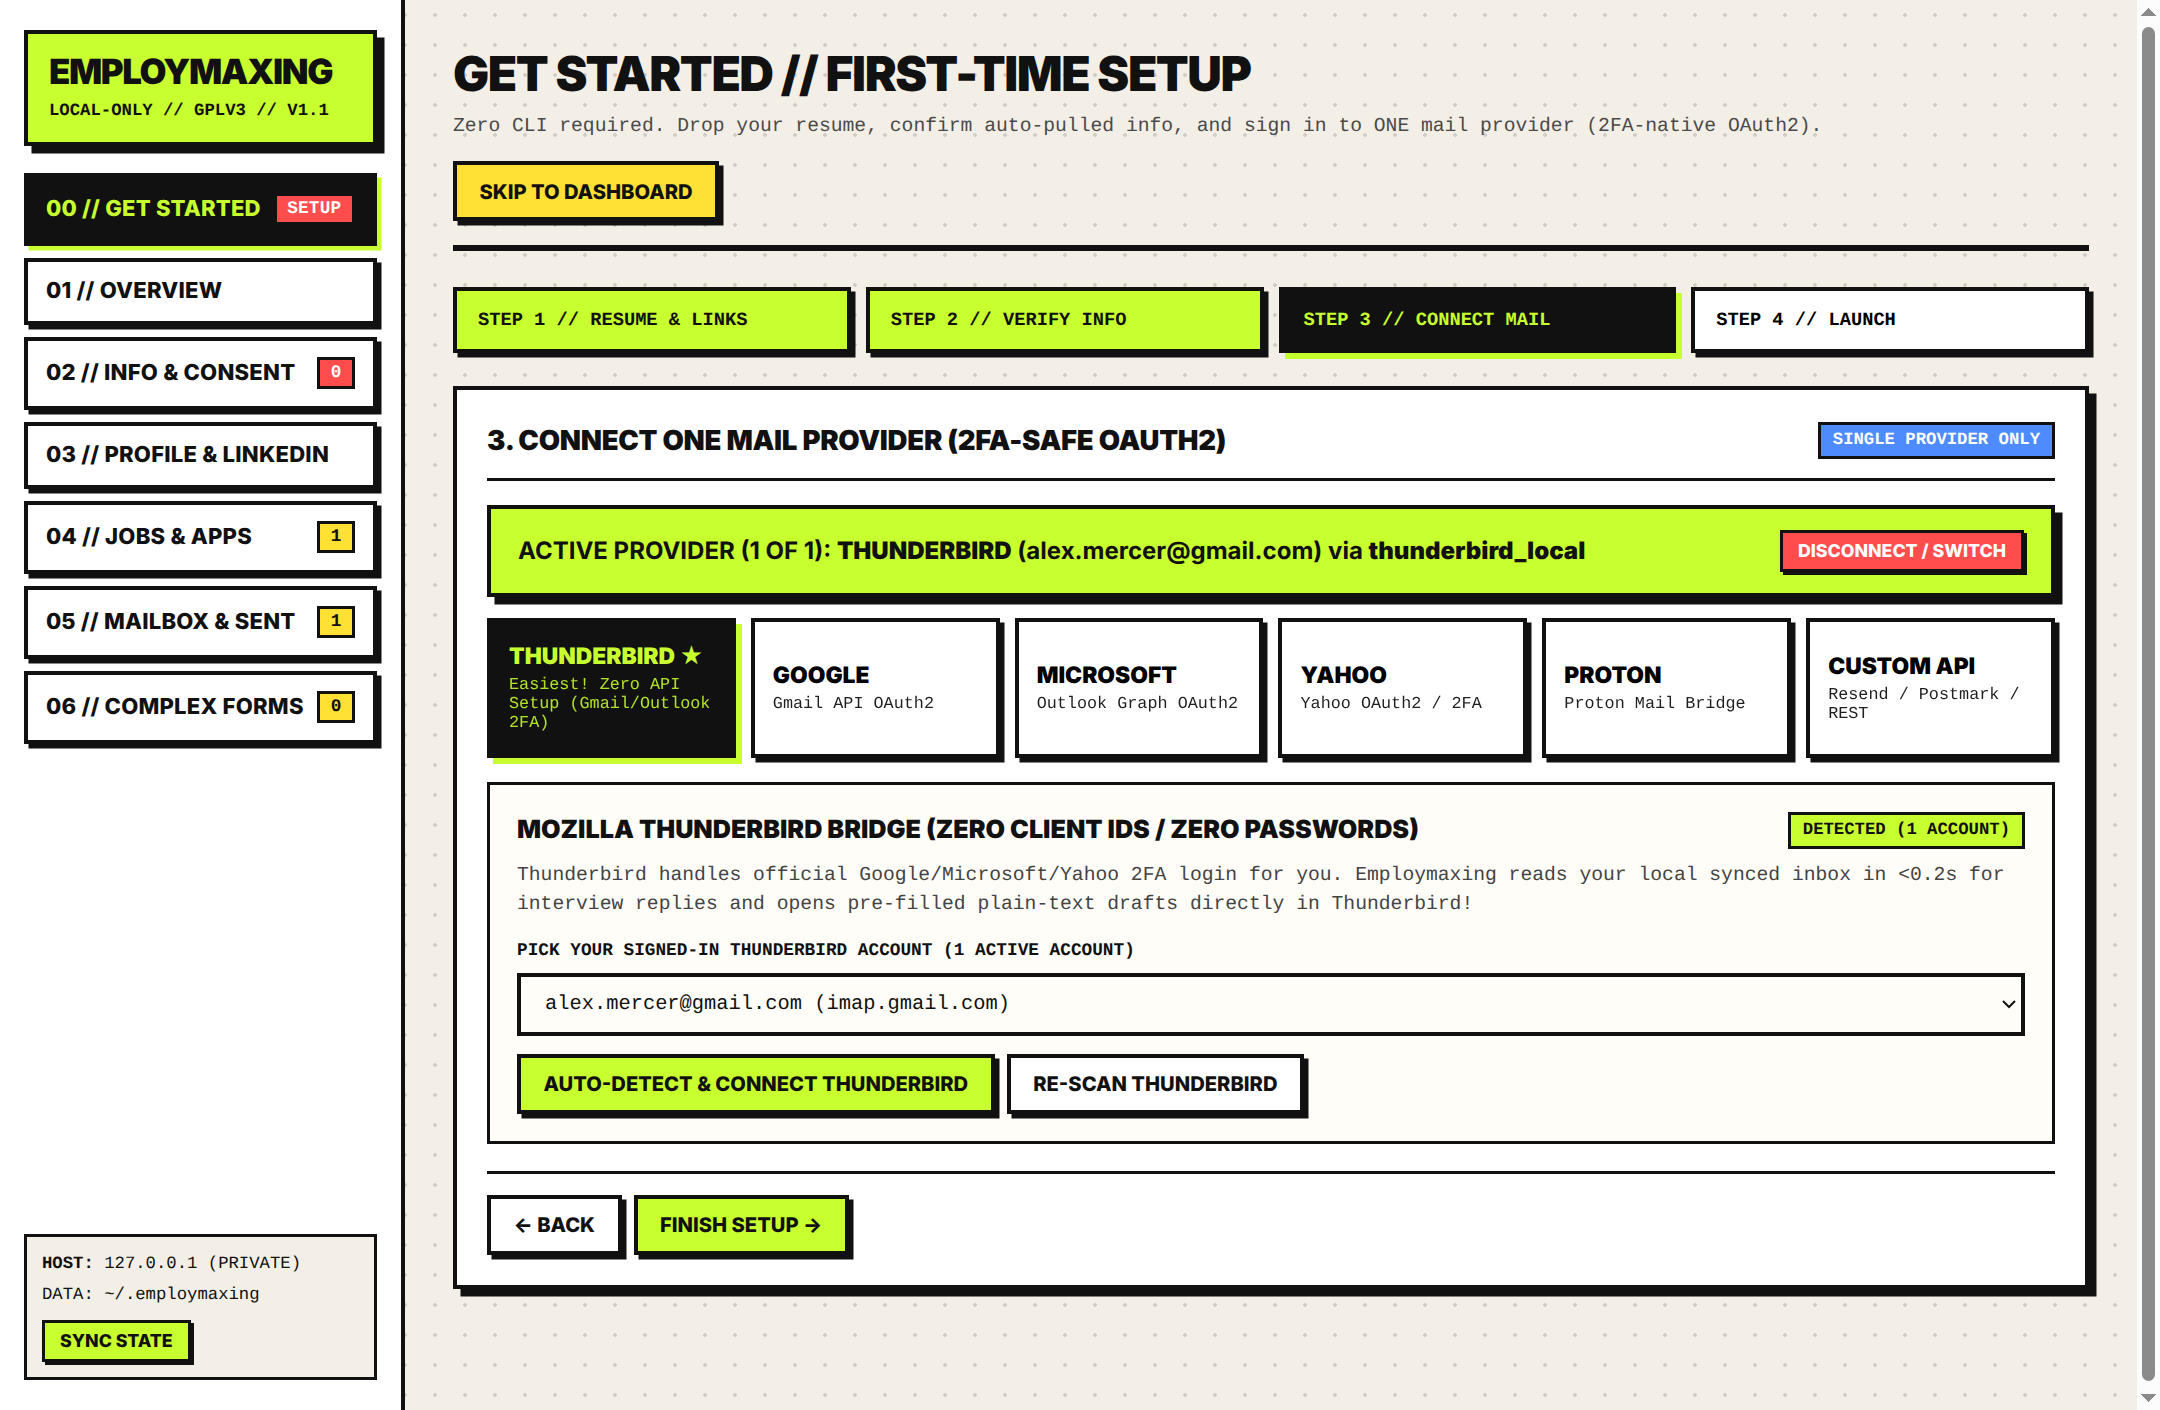 EMPLOYMAXING
LOCAL-ONLY // GPLV3 // V1.1
00 // GET STARTED SETUP
01 // OVERVIEW
02 // INFO & CONSENT 0
03 // PROFILE & LINKEDIN
04 // JOBS & APPS 1
05 // MAILBOX & SENT 1
06 // COMPLEX FORMS 0
HOST: 127.0.0.1 (PRIVATE)
DATA: ~/.employmaxing
SYNC STATE
GET STARTED // FIRST-TIME SETUP
Zero CLI required. Drop your resume, confirm auto-pulled info, and sign in to ONE mail provider (2FA-native OAuth2).
SKIP TO DASHBOARD
STEP 1 // RESUME & LINKS
STEP 2 // VERIFY INFO
STEP 3 // CONNECT MAIL
STEP 4 // LAUNCH
3. CONNECT ONE MAIL PROVIDER (2FA-SAFE OAUTH2)
SINGLE PROVIDER ONLY
ACTIVE PROVIDER (1 OF 1): THUNDERBIRD (alex.mercer@gmail.com) via thunderbird_local
DISCONNECT / SWITCH
THUNDERBIRD ★
Easiest! Zero API
Setup (Gmail/Outlook
2FA)
GOOGLE
Gmail API OAuth2
MICROSOFT
Outlook Graph OAuth2
YAHOO
Yahoo OAuth2 / 2FA
PROTON
Proton Mail Bridge
CUSTOM API
Resend / Postmark /
REST
MOZILLA THUNDERBIRD BRIDGE (ZERO CLIENT IDS / ZERO PASSWORDS)
DETECTED (1 ACCOUNT)
Thunderbird handles official Google/Microsoft/Yahoo 2FA login for you. Employmaxing reads your local synced inbox in <0.2s for
interview replies and opens pre-filled plain-text drafts directly in Thunderbird!
PICK YOUR SIGNED-IN THUNDERBIRD ACCOUNT (1 ACTIVE ACCOUNT)
alex.mercer@gmail.com (imap.gmail.com)
AUTO-DETECT & CONNECT THUNDERBIRD
RE-SCAN THUNDERBIRD
← BACK
FINISH SETUP →